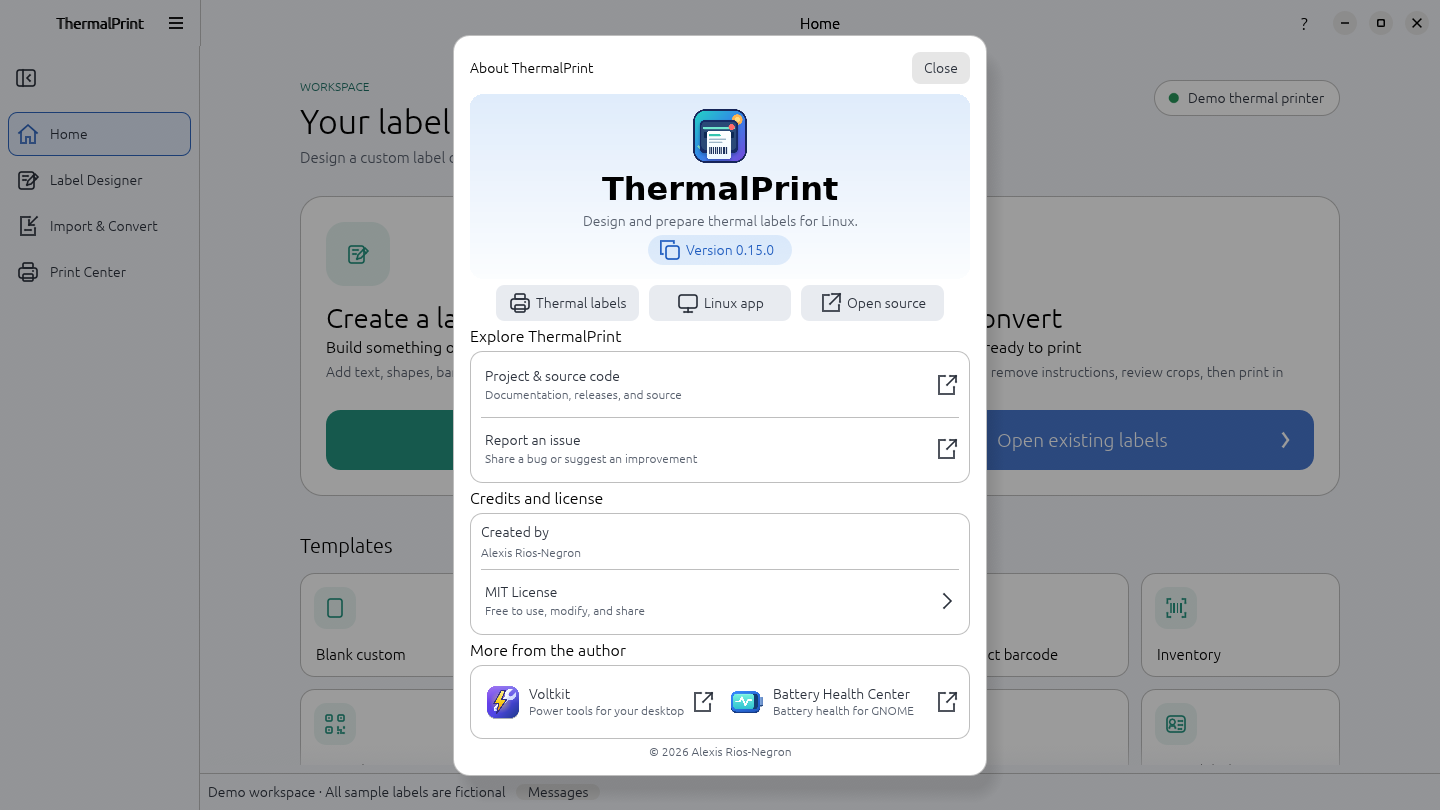 ThermalPrint
Home
?
Home
Label Designer
Import & Convert
Print Center
WORKSPACE
Your label
Design a custom label
Demo thermal printer
Create a la
Build something
Add text, shapes, ba
onvert
ready to print
remove instructions, review crops, then print in
Open existing labels
Templates
Blank custom
ct barcode
Inventory
Demo workspace · All sample labels are fictional
Messages
About ThermalPrint
Close
ThermalPrint
Design and prepare thermal labels for Linux.
Version 0.15.0
Thermal labels
Linux app
Open source
Explore ThermalPrint
Project & source code
Documentation, releases, and source
Report an issue
Share a bug or suggest an improvement
Credits and license
Created by
Alexis Rios-Negron
MIT License
Free to use, modify, and share
More from the author
Voltkit
Power tools for your desktop
Battery Health Center
Battery health for GNOME
© 2026 Alexis Rios-Negron